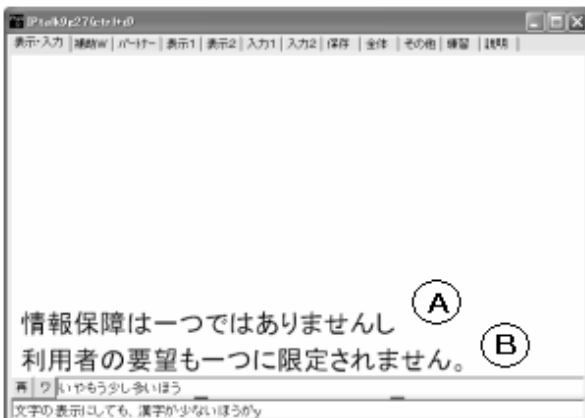 IPtalk9p27(ctrl+d)
表示・入力 補助W パートナー 表示1 表示2 入力1 入力2 保存 全体 その他 練習 説明
A
情報保障は一つではありませんし
B
利用者の要望も一つに限定されません。
再 ワ いやもう少し多いほう
文字の表示にしても、漢字が少ないほうがy